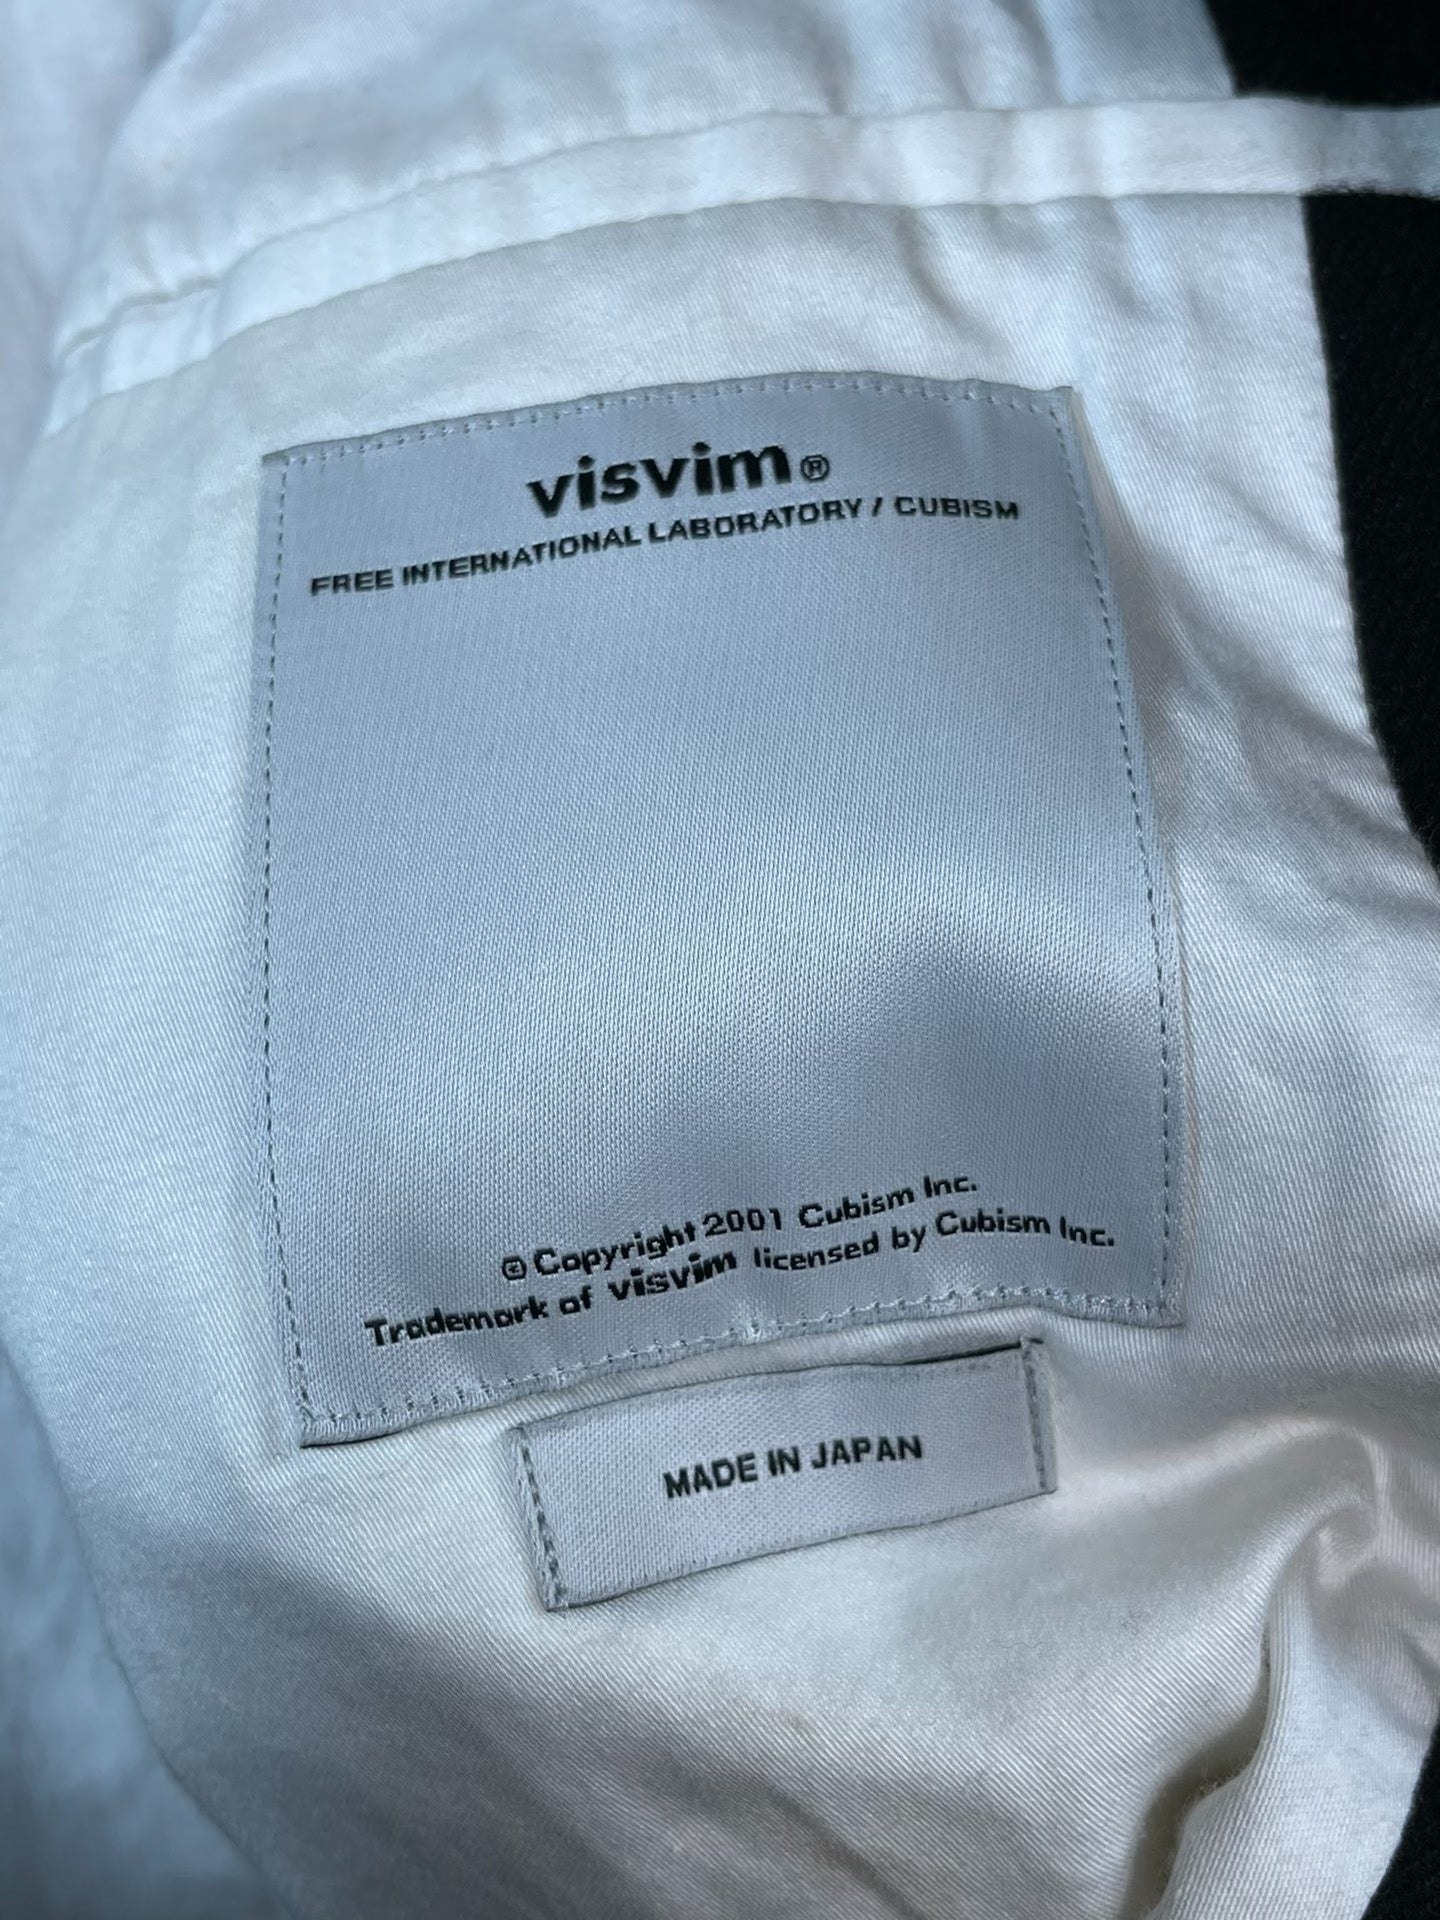 visvim®
FREE INTERNATIONAL LABORATORY / CUBISM
© Copyright 2001 Cubism Inc.
Trademark of visvim licensed by Cubism Inc.
MADE IN JAPAN